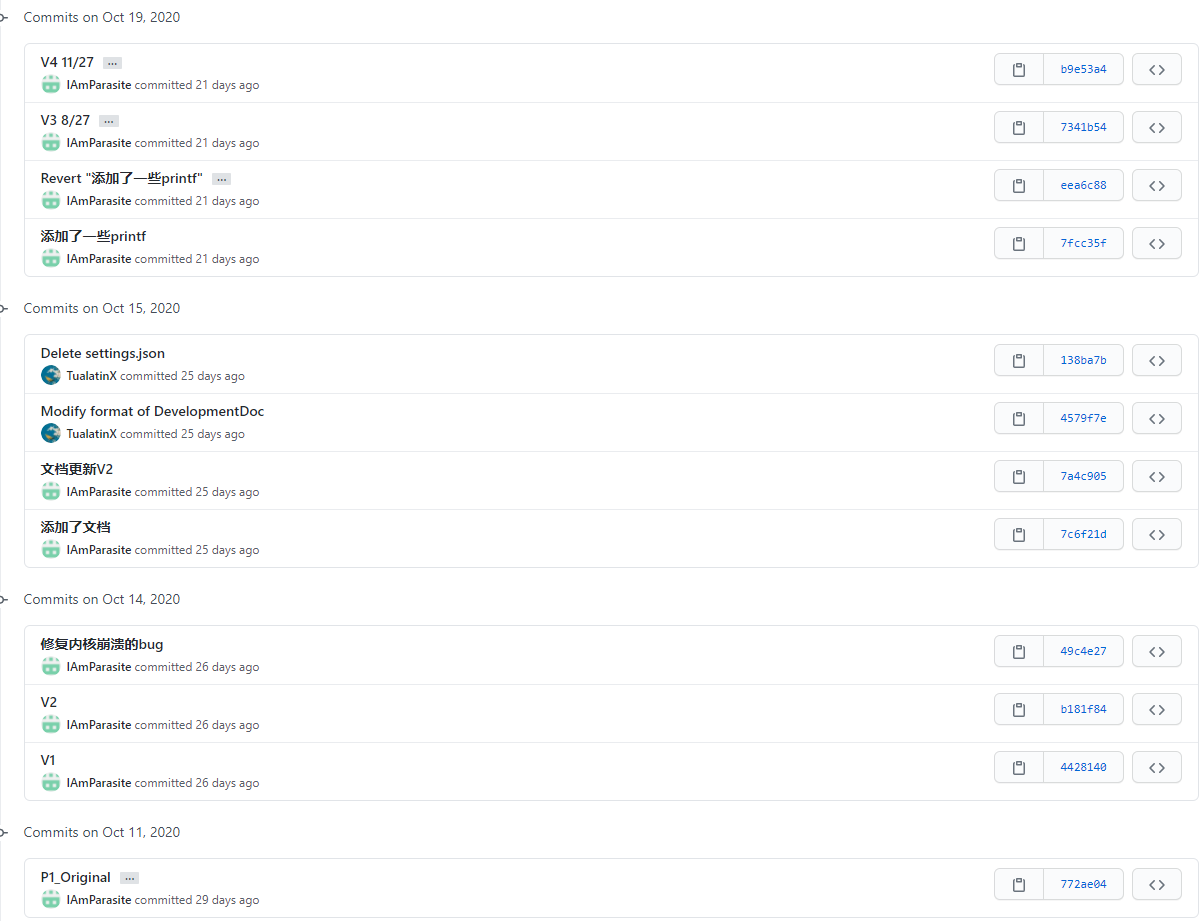 Commits on Oct 19, 2020
V4 11/27 …
b9e53a4
IAmParasite committed 21 days ago
V3 8/27 …
7341b54
IAmParasite committed 21 days ago
Revert "添加了一些printf" …
eea6c88
IAmParasite committed 21 days ago
添加了一些printf
7fcc35f
IAmParasite committed 21 days ago
Commits on Oct 15, 2020
Delete settings.json
138ba7b
TualatinX committed 25 days ago
Modify format of DevelopmentDoc
4579f7e
TualatinX committed 25 days ago
文档更新V2
7a4c905
IAmParasite committed 25 days ago
添加了文档
7c6f21d
IAmParasite committed 25 days ago
Commits on Oct 14, 2020
修复内核崩溃的bug
49c4e27
IAmParasite committed 26 days ago
V2
b181f84
IAmParasite committed 26 days ago
V1
4428140
IAmParasite committed 26 days ago
Commits on Oct 11, 2020
P1_Original …
772ae04
IAmParasite committed 29 days ago